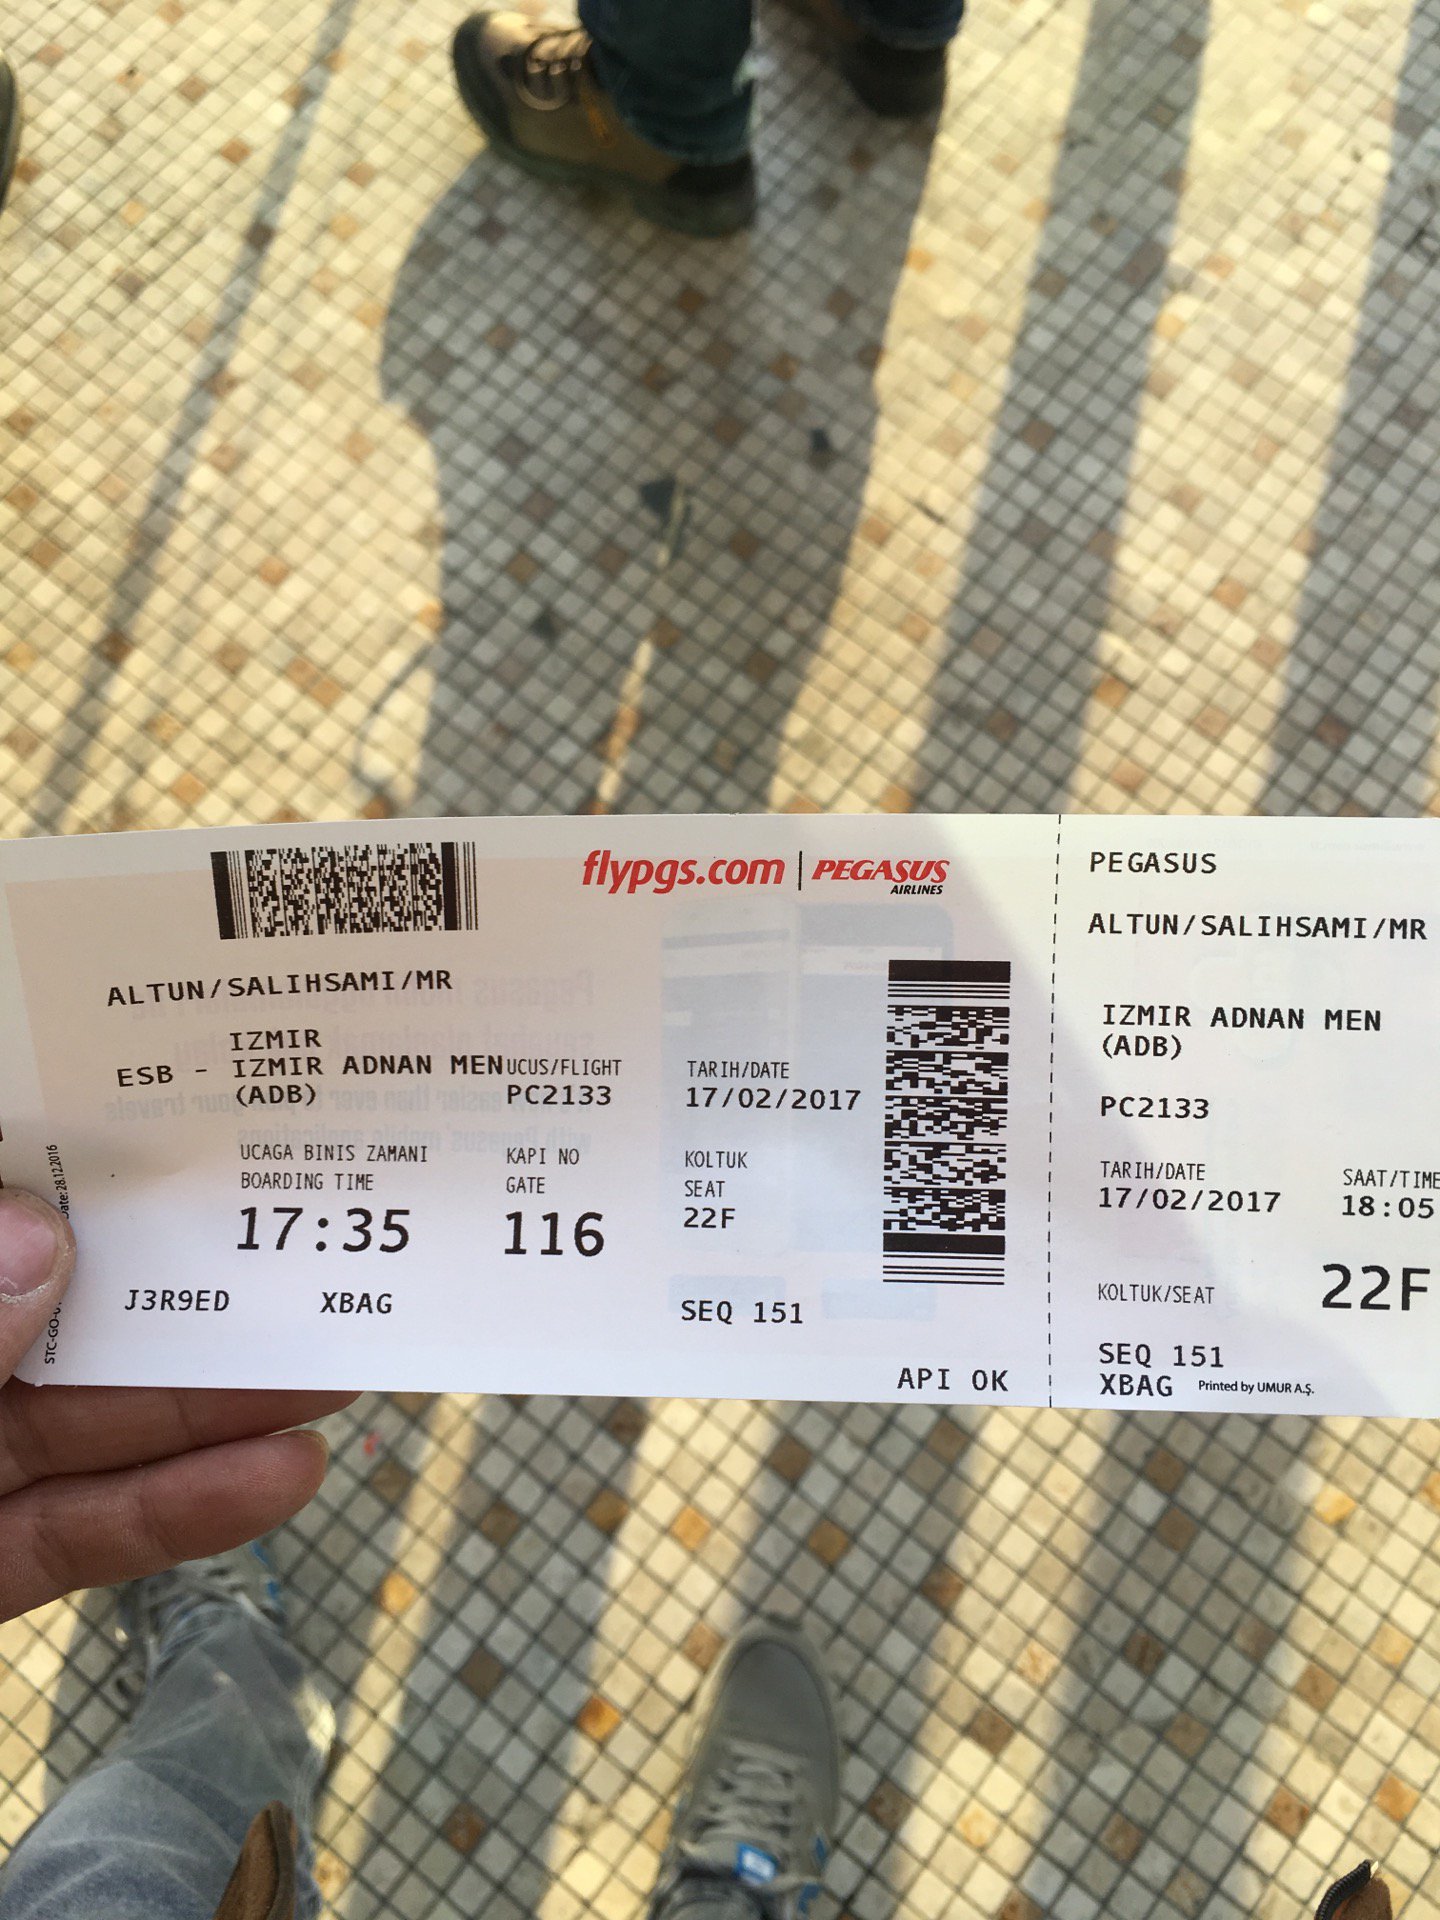 flypgs.com | PEGASUS
AIRLINES
ALTUN/SALIHSAMI/MR
IZMIR
ESB - IZMIR ADNAN MEN
(ADB)
UCUS/FLIGHT
PC2133
TARIH/DATE
17/02/2017
UCAGA BINIS ZAMANI
BOARDING TIME
17:35
KAPI NO
GATE
116
KOLTUK
SEAT
22F
J3R9ED
XBAG
SEQ 151
API OK
PEGASUS
ALTUN/SALIHSAMI/MR
IZMIR ADNAN MEN
(ADB)
PC2133
TARIH/DATE
17/02/2017
SAAT/TIME
18:05
KOLTUK/SEAT
22F
SEQ 151
XBAG
Printed by UMUR A.Ş.
28.12.2016